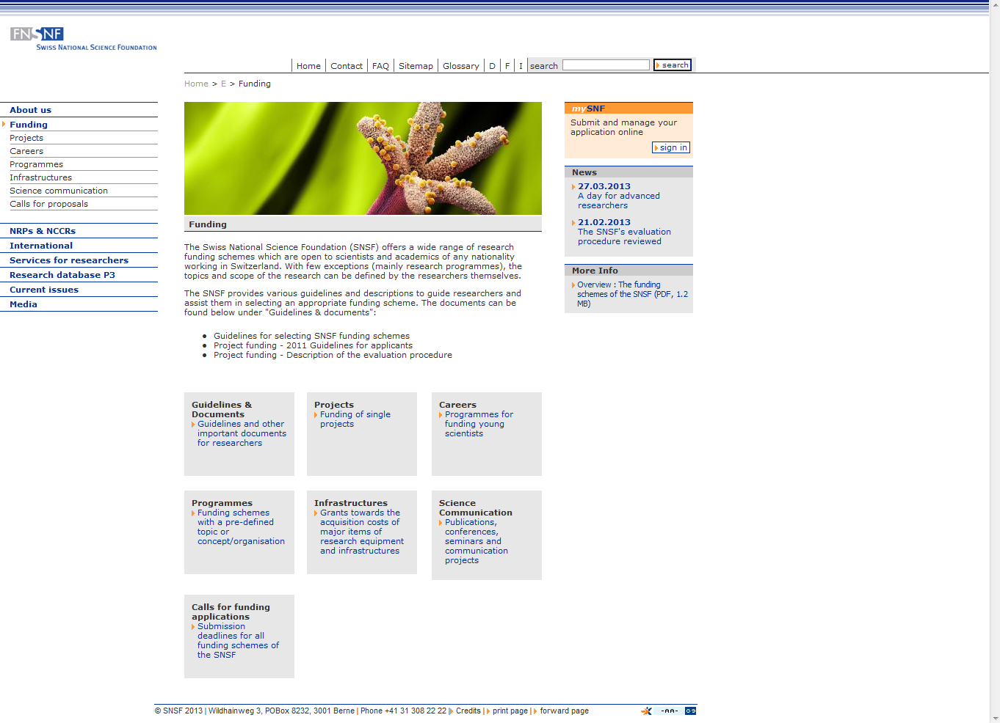 FNSNF
SWISS NATIONAL SCIENCE FOUNDATION
Home | Contact | FAQ | Sitemap | Glossary | D | F | I | search search
Home > E > Funding
About us
Funding
Projects
Careers
Programmes
Infrastructures
Science communication
Calls for proposals
NRPs & NCCRs
International
Services for researchers
Research database P3
Current issues
Media
Funding
The Swiss National Science Foundation (SNSF) offers a wide range of research
funding schemes which are open to scientists and academics of any nationality
working in Switzerland. With few exceptions (mainly research programmes), the
topics and scope of the research can be defined by the researchers themselves.
The SNSF provides various guidelines and descriptions to guide researchers and
assist them in selecting an appropriate funding scheme. The documents can be
found below under "Guidelines & documents":
• Guidelines for selecting SNSF funding schemes
• Project funding - 2011 Guidelines for applicants
• Project funding - Description of the evaluation procedure
Guidelines &
Documents
Guidelines and other
important documents
for researchers
Projects
Funding of single
projects
Careers
Programmes for
funding young
scientists
Programmes
Funding schemes
with a pre-defined
topic or
concept/organisation
Infrastructures
Grants towards the
acquisition costs of
major items of
research equipment
and infrastructures
Science
Communication
Publications,
conferences,
seminars and
communication
projects
Calls for funding
applications
Submission
deadlines for all
funding schemes of
the SNSF
mySNF
Submit and manage your
application online
sign in
News
27.03.2013
A day for advanced
researchers
21.02.2013
The SNSF's evaluation
procedure reviewed
More Info
Overview : The funding
schemes of the SNSF (PDF, 1.2
MB)
© SNSF 2013 | Wildhainweg 3, POBox 8232, 3001 Berne | Phone +41 31 308 22 22 | Credits | print page | forward page -AA- 09